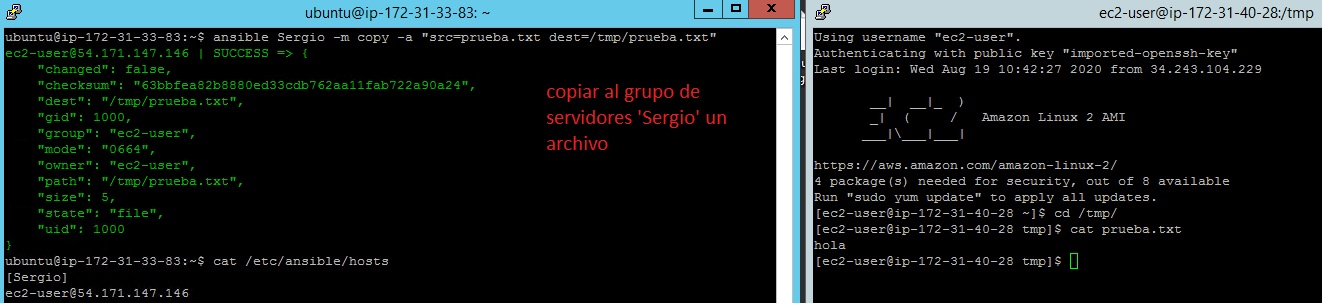 ubuntu@ip-172-31-33-83: ~
ubuntu@ip-172-31-33-83:~$ ansible Sergio -m copy -a "src=prueba.txt dest=/tmp/prueba.txt"
ec2-user@54.171.147.146 | SUCCESS => {
    "changed": false,
    "checksum": "63bbfea82b8880ed33cdb762aa11fab722a90a24",
    "dest": "/tmp/prueba.txt",
    "gid": 1000,
    "group": "ec2-user",
    "mode": "0664",
    "owner": "ec2-user",
    "path": "/tmp/prueba.txt",
    "size": 5,
    "state": "file",
    "uid": 1000
}
ubuntu@ip-172-31-33-83:~$ cat /etc/ansible/hosts
[Sergio]
ec2-user@54.171.147.146
copiar al grupo de
servidores 'Sergio' un
archivo
ec2-user@ip-172-31-40-28:/tmp
Using username "ec2-user".
Authenticating with public key "imported-openssh-key"
Last login: Wed Aug 19 10:42:27 2020 from 34.243.104.229
       __|  __|_  )
       _|  (     /   Amazon Linux 2 AMI
      ___|\___|___|
https://aws.amazon.com/amazon-linux-2/
4 package(s) needed for security, out of 8 available
Run "sudo yum update" to apply all updates.
[ec2-user@ip-172-31-40-28 ~]$ cd /tmp/
[ec2-user@ip-172-31-40-28 tmp]$ cat prueba.txt
hola
[ec2-user@ip-172-31-40-28 tmp]$